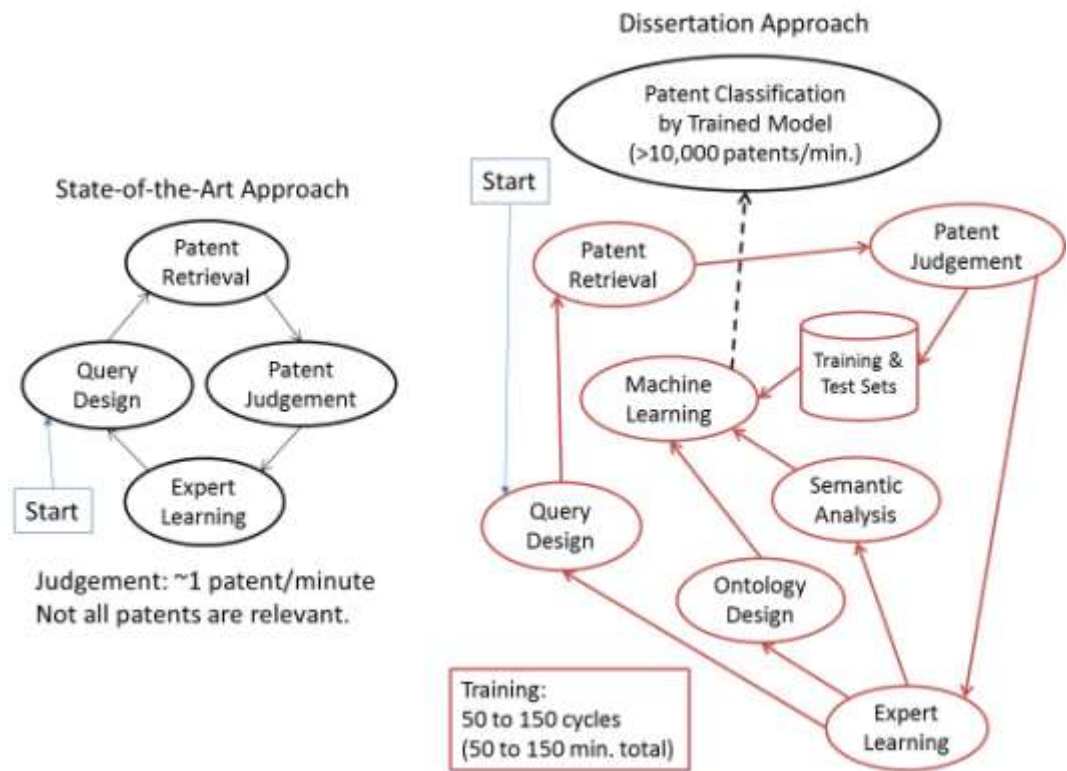 State-of-the-Art Approach
Patent
Retrieval
Query
Design
Patent
Judgement
Expert
Learning
Start
Judgement: ~1 patent/minute
Not all patents are relevant.
Dissertation Approach
Patent Classification
by Trained Model
(>10,000 patents/min.)
Start
Patent
Retrieval
Patent
Judgement
Training &
Test Sets
Machine
Learning
Semantic
Analysis
Query
Design
Ontology
Design
Expert
Learning
Training:
50 to 150 cycles
(50 to 150 min. total)